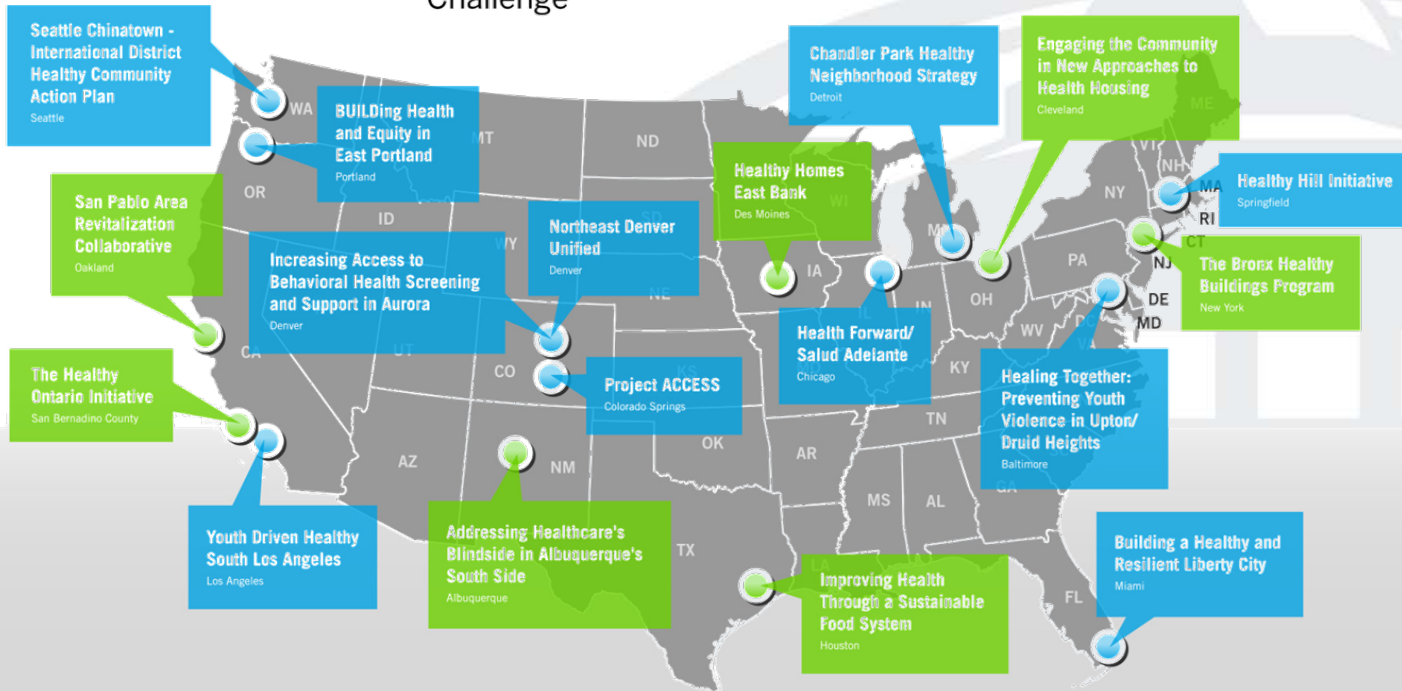 Challenge
Seattle Chinatown -
International District
Healthy Community
Action Plan
Seattle
BUILDing Health
and Equity in
East Portland
Portland
San Pablo Area
Revitalization
Collaborative
Oakland
Increasing Access to
Behavioral Health Screening
and Support in Aurora
Denver
Northeast Denver
Unified
Denver
Healthy Homes
East Bank
Des Moines
Chandler Park Healthy
Neighborhood Strategy
Detroit
Engaging the Community
in New Approaches to
Health Housing
Cleveland
Healthy Hill Initiative
Springfield
The Bronx Healthy
Buildings Program
New York
The Healthy
Ontario Initiative
San Bernadino County
Project ACCESS
Colorado Springs
Health Forward/
Salud Adelante
Chicago
Healing Together:
Preventing Youth
Violence in Upton/
Druid Heights
Baltimore
Youth Driven Healthy
South Los Angeles
Los Angeles
Addressing Healthcare's
Blindside in Albuquerque's
South Side
Albuquerque
Improving Health
Through a Sustainable
Food System
Houston
Building a Healthy and
Resilient Liberty City
Miami
WA
OR
CA
ID
MT
WY
UT
AZ
CO
NM
ND
SD
NE
KS
OK
TX
IA
WI
IL
IN
OH
KY
TN
AR
MS
AL
GA
LA
FL
WV
VA
DC
PA
NY
VT
NH
ME
MA
RI
CT
NJ
DE
MD